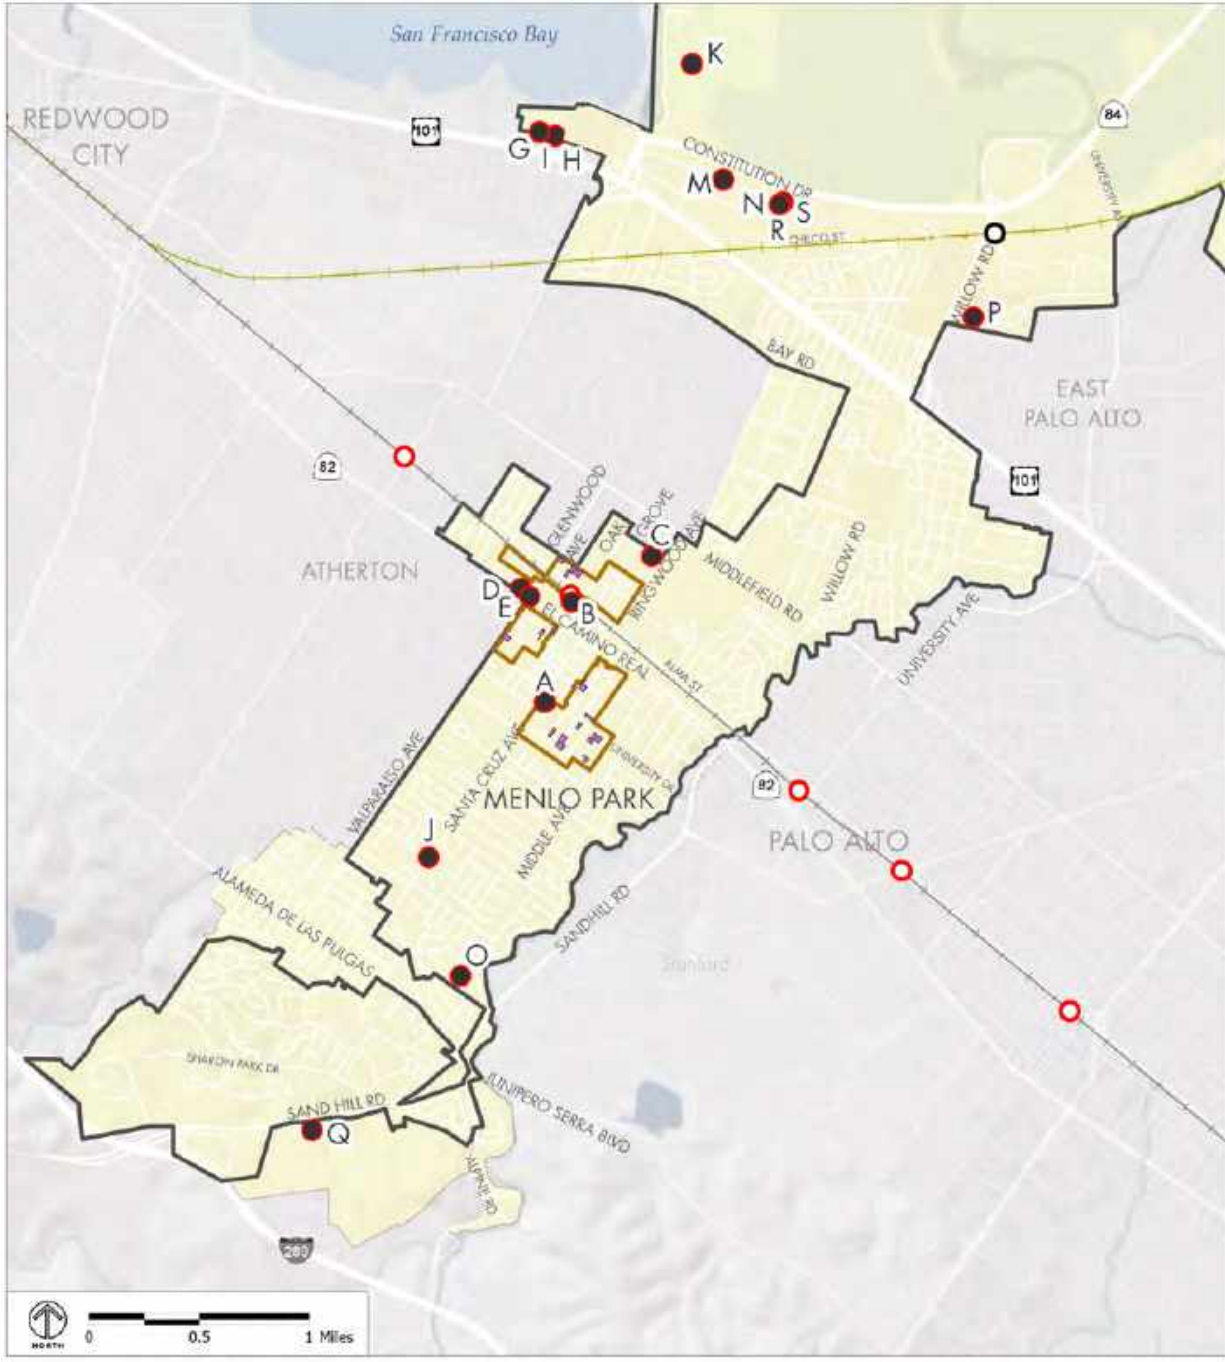 San Francisco Bay
K
REDWOOD
CITY
101
84
G
I
H
CONSTITUTION DR
UNIVERSITY AVE
M
N
S
R
CHILCO ST
WILLOW RD
P
BAY RD
EAST
PALO ALTO
82
101
GLENWOOD
AVE
OAK
GROVE
C
RINGWOOD AVE
MIDDLEFIELD RD
WILLOW RD
ATHERTON
D
E
B
EL CAMINO REAL
UNIVERSITY AVE
ALMA ST
A
VALPARAISO AVE
SANTA CRUZ AVE
UNIVERSITY DR
MENLO PARK
82
MIDDLE AVE
J
PALO ALTO
ALAMEDA DE LAS PULGAS
SANDHILL RD
O
Stanford
SHARON PARK DR
SAND HILL RD
JUNIPERO SERRA BLVD
Q
ALPINE RD
280
NORTH
0 0.5 1 Miles